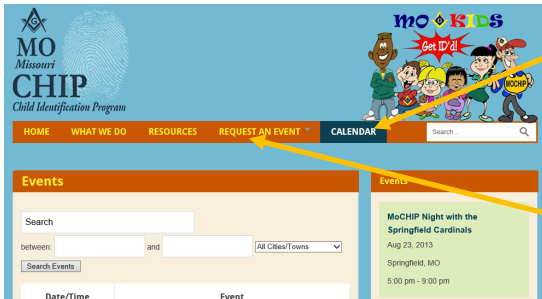 MO KIDS
Get ID'd!
MO
Missouri
CHIP
Child Identification Program
MOCHIP
HOME WHAT WE DO RESOURCES REQUEST AN EVENT CALENDAR Search...
Events
Search
between: and All Cities/Towns
Search Events
Date/Time Event
Events
MoCHIP Night with the
Springfield Cardinals
Aug 23, 2013
Springfield, MO
5:00 pm - 9:00 pm